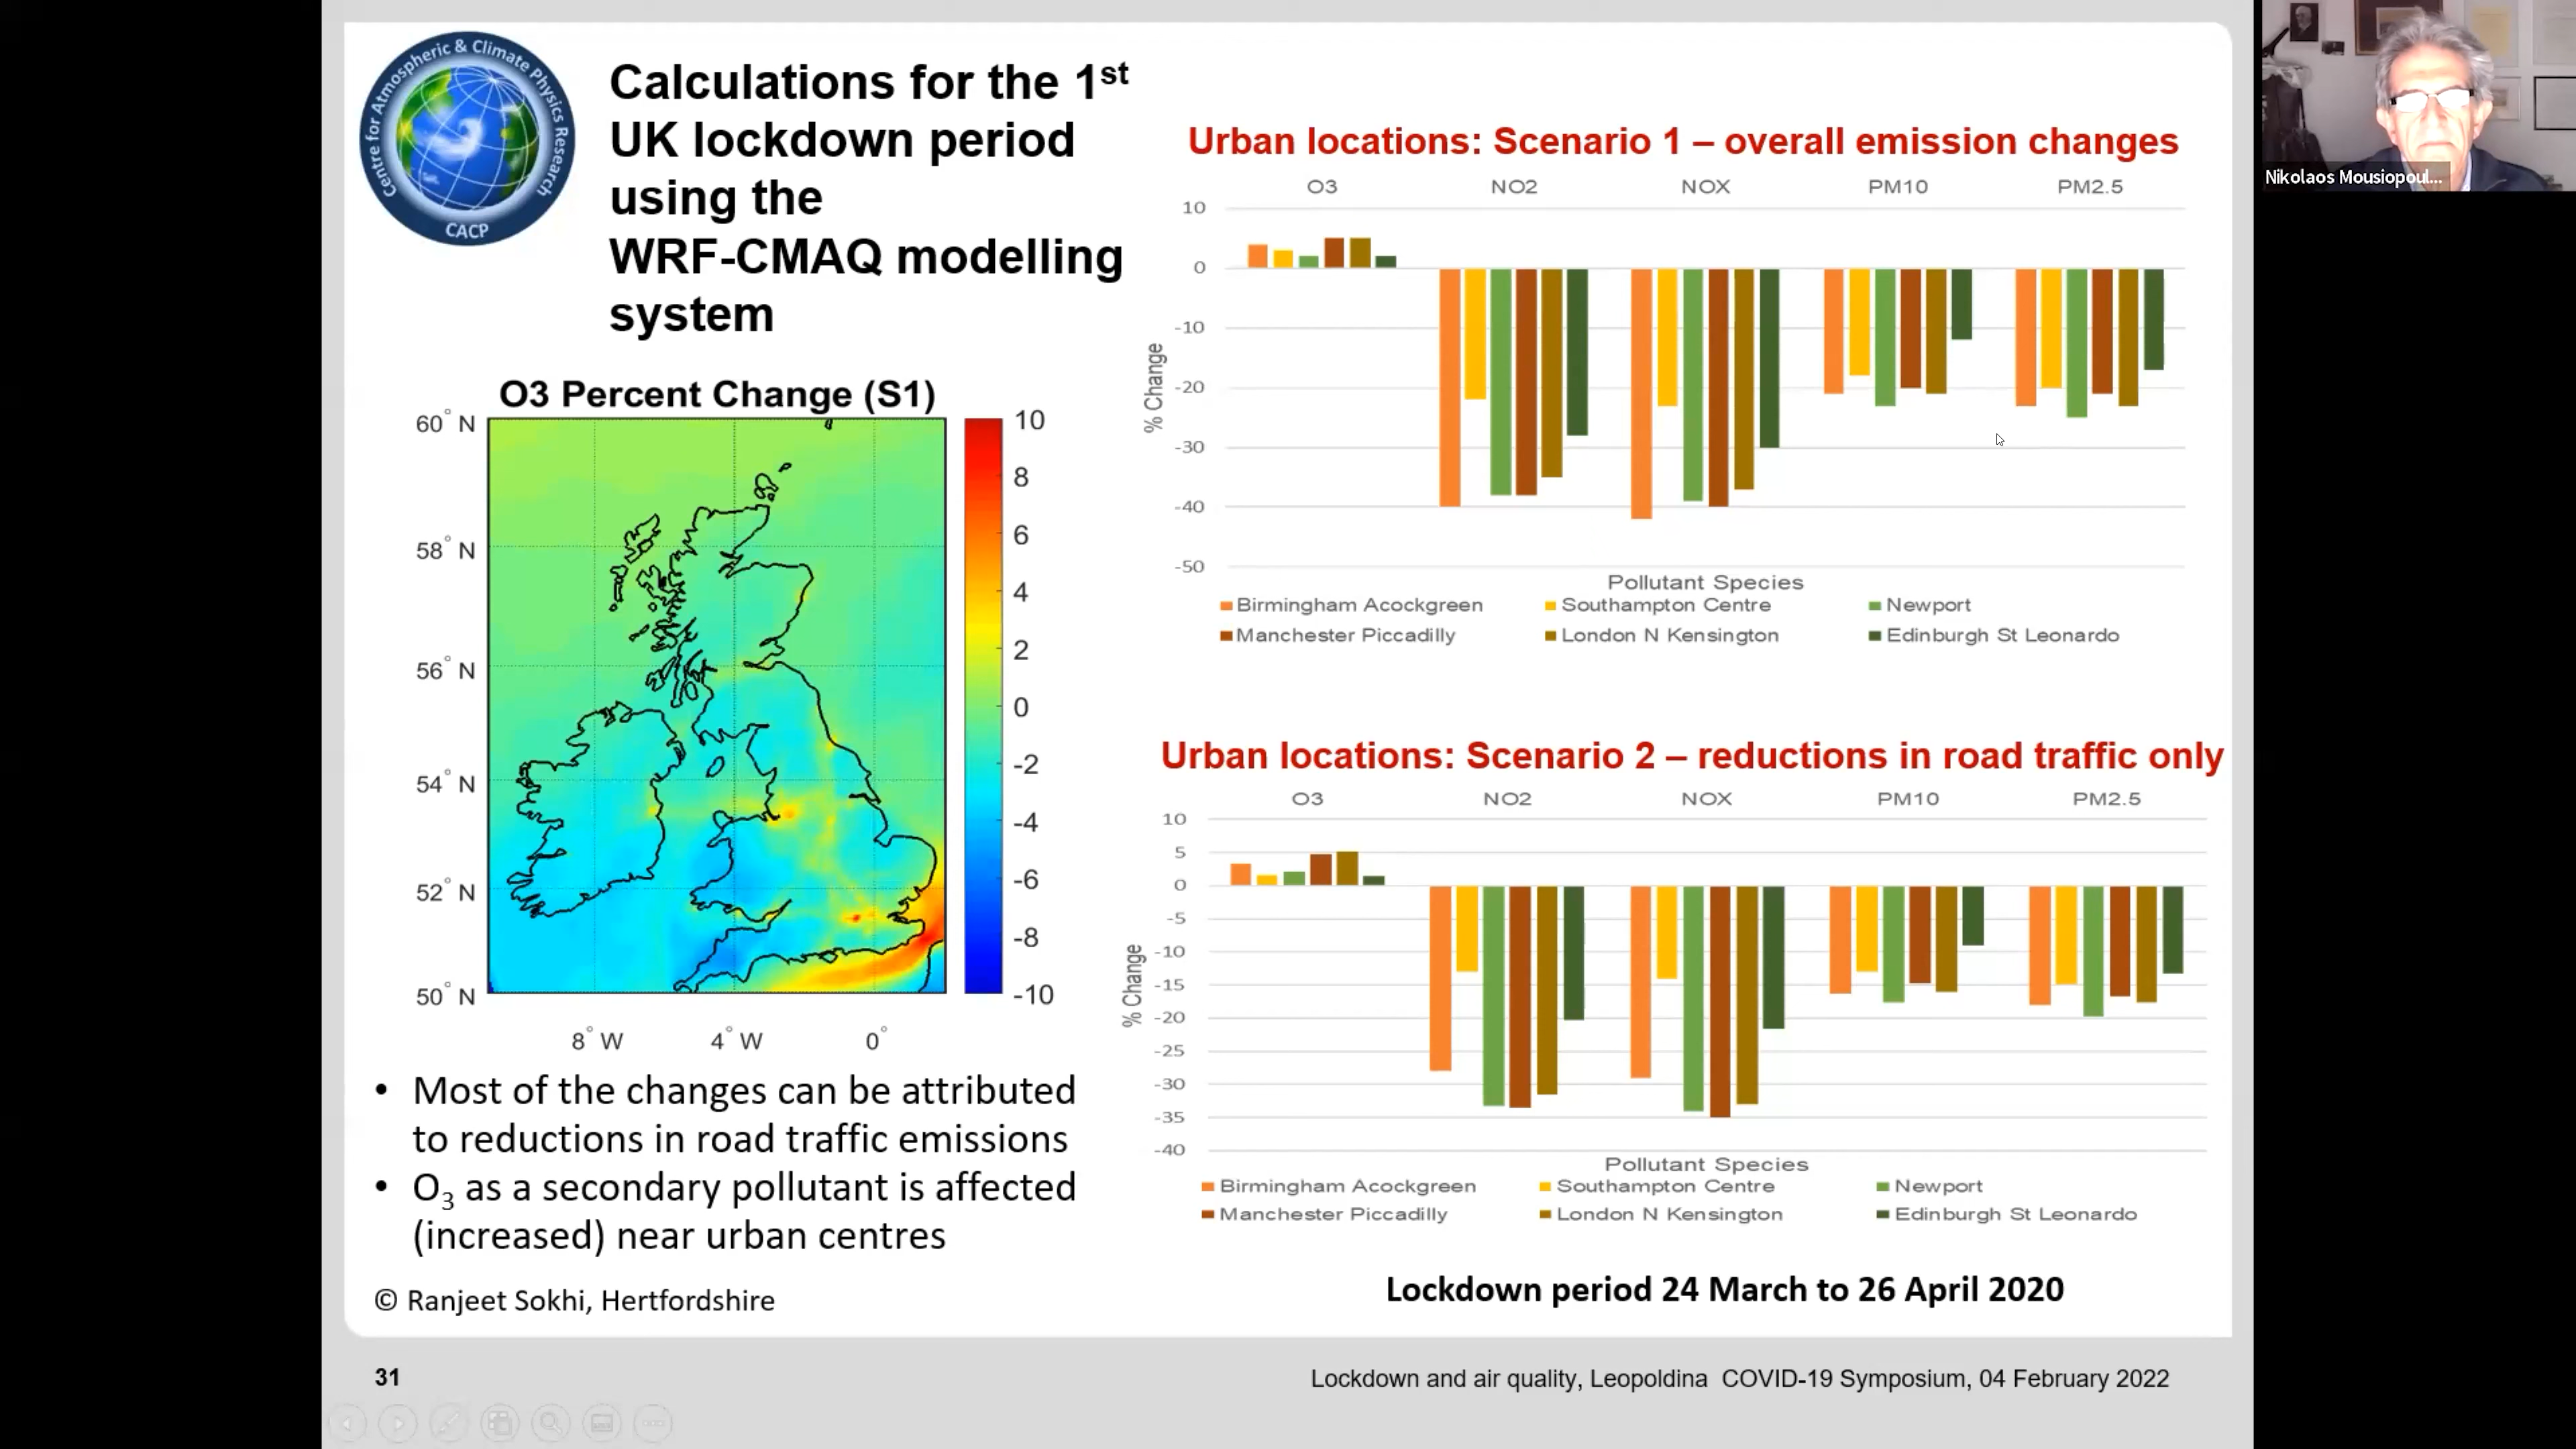 Centre for Atmospheric & Climate Physics Research
CACP
Calculations for the 1st
UK lockdown period
using the
WRF-CMAQ modelling
system
O3 Percent Change (S1)
60° N
58° N
56° N
54° N
52° N
50° N
8° W 4° W 0°
10
8
6
4
2
0
-2
-4
-6
-8
-10
• Most of the changes can be attributed
to reductions in road traffic emissions
• O3 as a secondary pollutant is affected
(increased) near urban centres
© Ranjeet Sokhi, Hertfordshire
Urban locations: Scenario 1 – overall emission changes
O3 NO2 NOX PM10 PM2.5
10
0
-10
-20
-30
-40
-50
% Change
Pollutant Species
Birmingham Acockgreen Southampton Centre Newport
Manchester Piccadilly London N Kensington Edinburgh St Leonardo
Urban locations: Scenario 2 – reductions in road traffic only
O3 NO2 NOX PM10 PM2.5
10
5
0
-5
-10
-15
-20
-25
-30
-35
-40
% Change
Pollutant Species
Birmingham Acockgreen Southampton Centre Newport
Manchester Piccadilly London N Kensington Edinburgh St Leonardo
Lockdown period 24 March to 26 April 2020
31
Lockdown and air quality, Leopoldina COVID-19 Symposium, 04 February 2022
Nikolaos Mousiopoul...